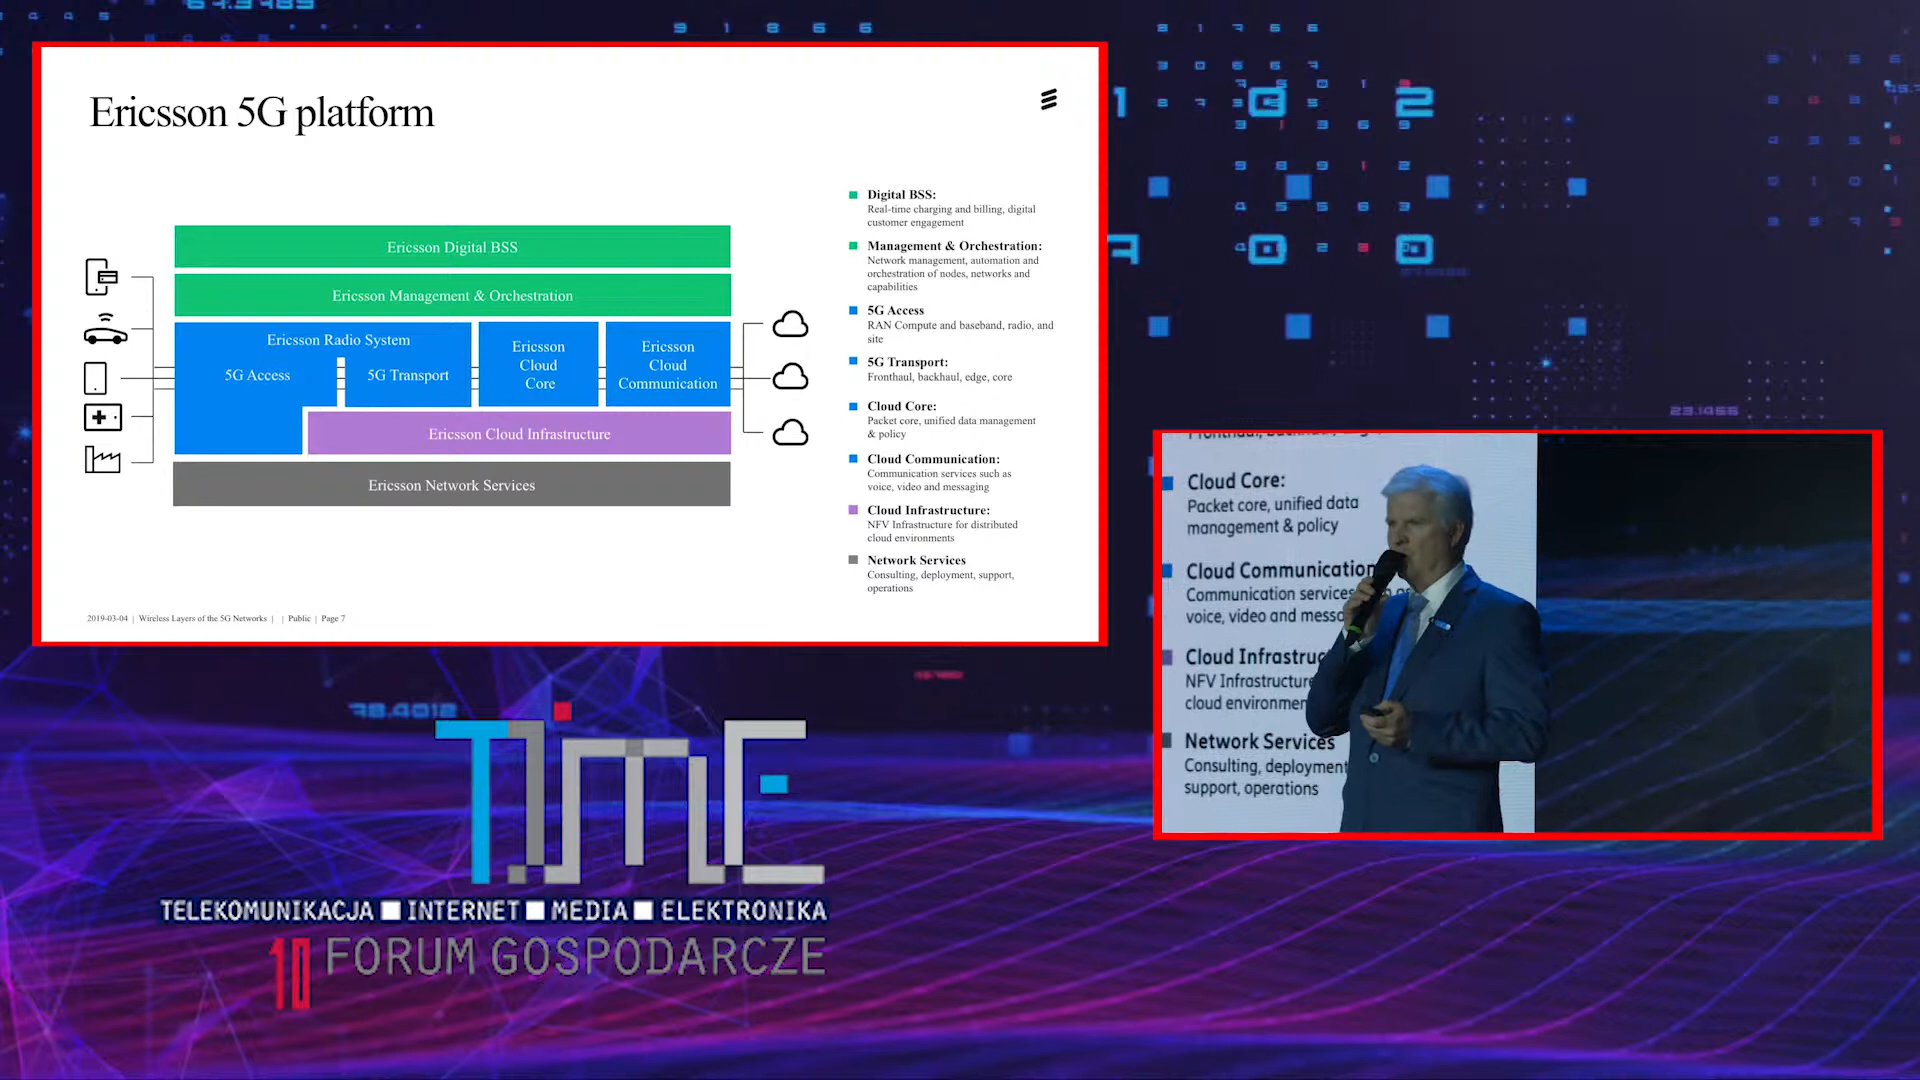 Ericsson 5G platform
Ericsson Digital BSS
Ericsson Management & Orchestration
Ericsson Radio System
5G Access
5G Transport
Ericsson
Cloud
Core
Ericsson
Cloud
Communication
Ericsson Cloud Infrastructure
Ericsson Network Services
Digital BSS:
Real-time charging and billing, digital
customer engagement
Management & Orchestration:
Network management, automation and
orchestration of nodes, networks and
capabilities
5G Access
RAN Compute and baseband, radio, and
site
5G Transport:
Fronthaul, backhaul, edge, core
Cloud Core:
Packet core, unified data management
& policy
Cloud Communication:
Communication services such as
voice, video and messaging
Cloud Infrastructure:
NFV Infrastructure for distributed
cloud environments
Network Services
Consulting, deployment, support,
operations
2019-03-04 | Wireless Layers of the 5G Networks | | Public | Page 7
Cloud Core:
Packet core, unified data
management & policy
Cloud Communication
Communication services
voice, video and
Cloud
NFV Infrastructure
cloud
Network Services
Consulting, deployment
support, operations
TIME
TELEKOMUNIKACJA INTERNET MEDIA ELEKTRONIKA
10 FORUM GOSPODARCZE